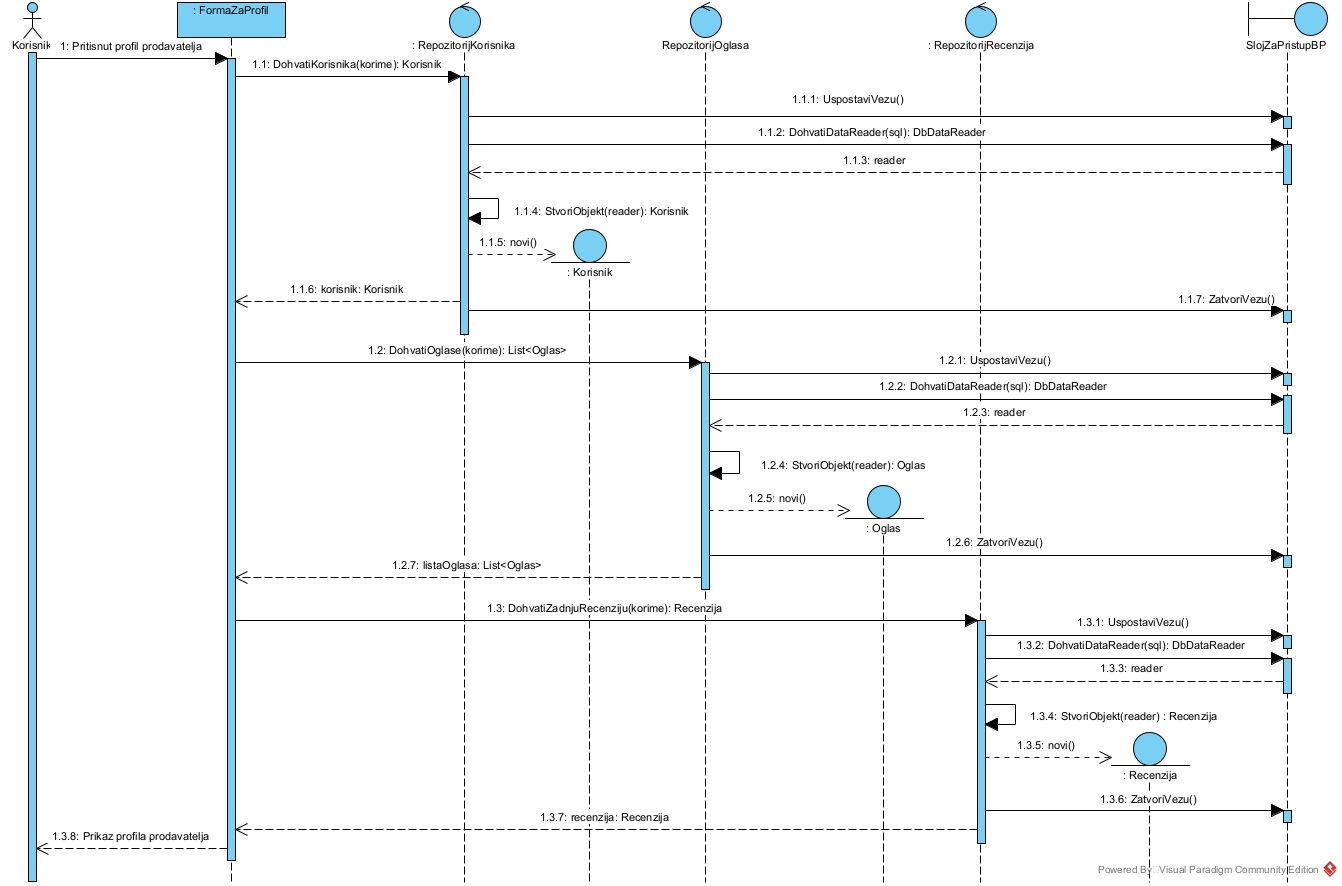 : FormaZaProfil
Korisnik
: RepozitorijKorisnika
RepozitorijOglasa
: RepozitorijRecenzija
SlojZaPristupBP
1: Pritisnut profil prodavatelja
1.1: DohvatiKorisnika(korime): Korisnik
1.1.1: UspostaviVezu()
1.1.2: DohvatiDataReader(sql): DbDataReader
1.1.3: reader
1.1.4: StvoriObjekt(reader): Korisnik
1.1.5: novi()
: Korisnik
1.1.6: korisnik: Korisnik
1.1.7: ZatvoriVezu()
1.2: DohvatiOglase(korime): List<Oglas>
1.2.1: UspostaviVezu()
1.2.2: DohvatiDataReader(sql): DbDataReader
1.2.3: reader
1.2.4: StvoriObjekt(reader): Oglas
1.2.5: novi()
: Oglas
1.2.6: ZatvoriVezu()
1.2.7: listaOglasa: List<Oglas>
1.3: DohvatiZadnjuRecenziju(korime): Recenzija
1.3.1: UspostaviVezu()
1.3.2: DohvatiDataReader(sql): DbDataReader
1.3.3: reader
1.3.4: StvoriObjekt(reader) : Recenzija
1.3.5: novi()
: Recenzija
1.3.6: ZatvoriVezu()
1.3.7: recenzija: Recenzija
1.3.8: Prikaz profila prodavatelja
Powered By Visual Paradigm Community Edition